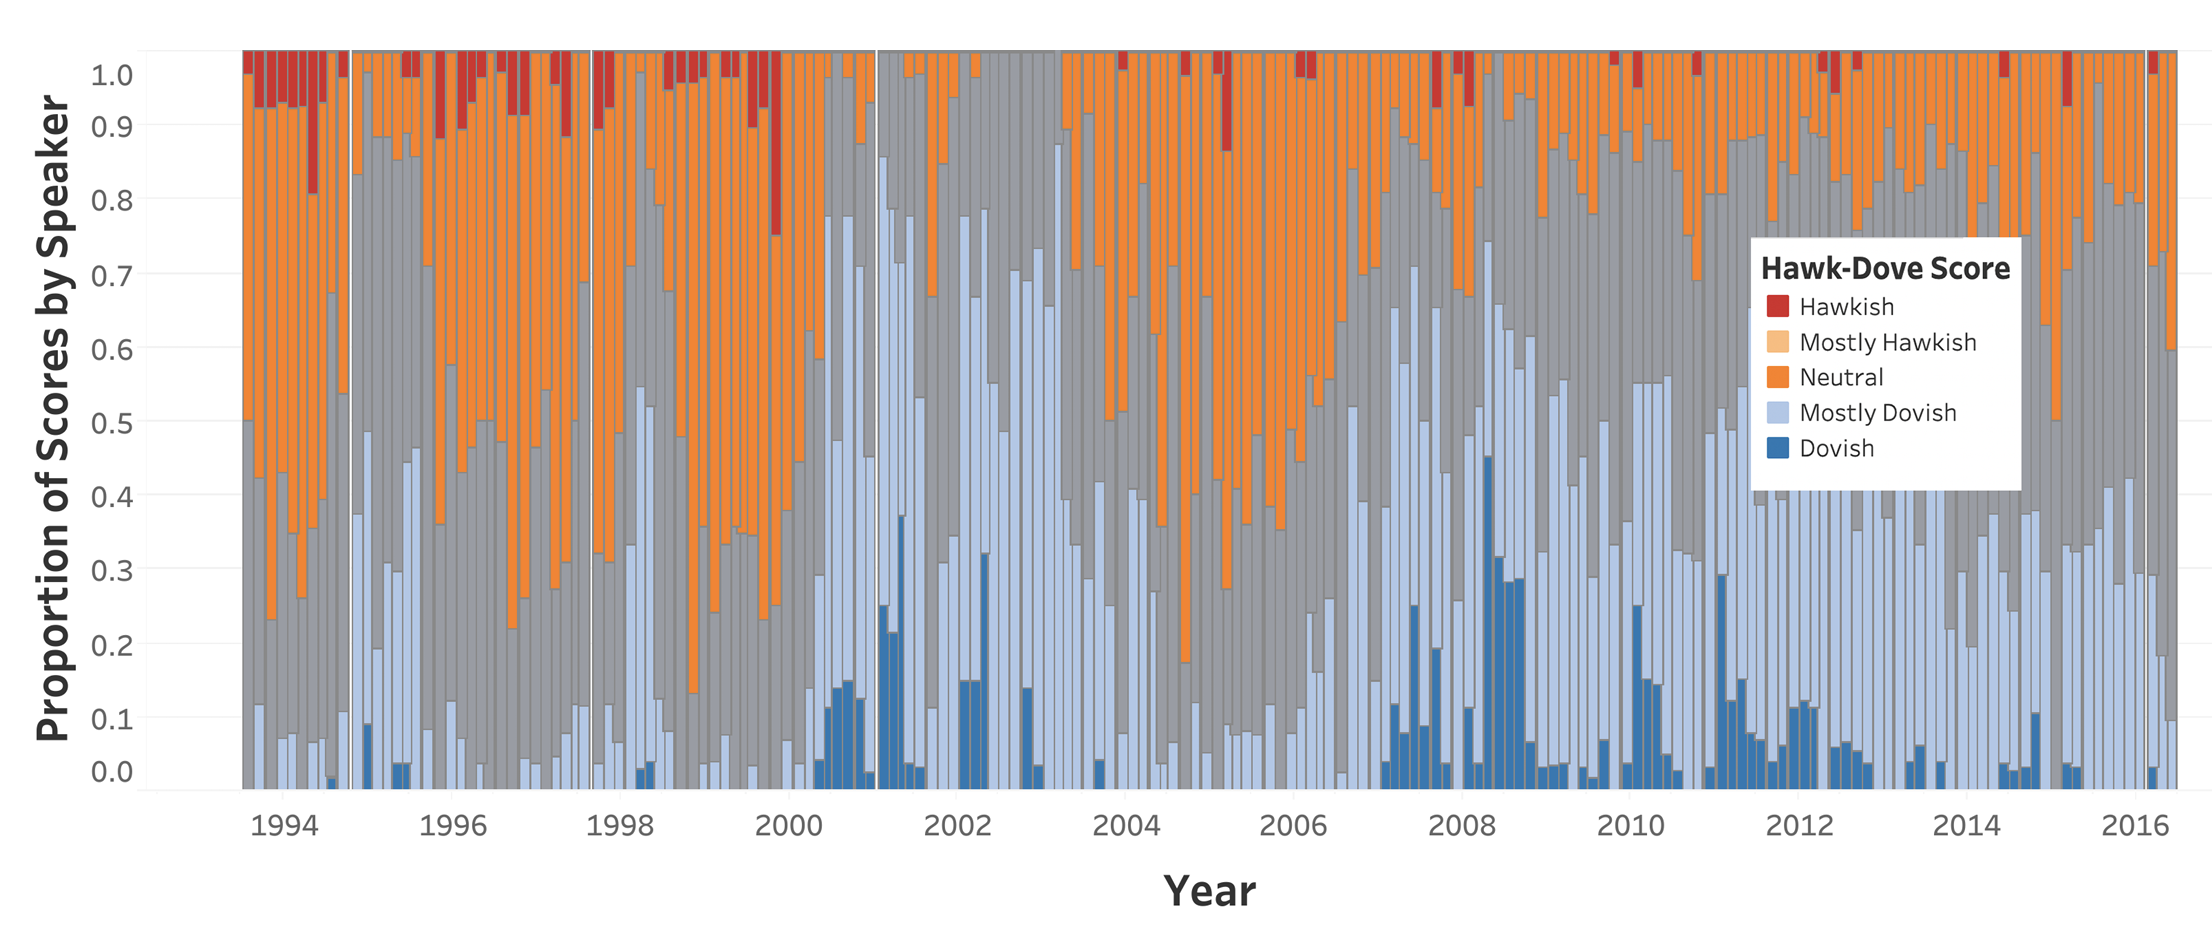 Proportion of Scores by Speaker
1.0
0.9
0.8
0.7
0.6
0.5
0.4
0.3
0.2
0.1
0.0
Hawk-Dove Score
Hawkish
Mostly Hawkish
Neutral
Mostly Dovish
Dovish
1994 1996 1998 2000 2002 2004 2006 2008 2010 2012 2014 2016
Year